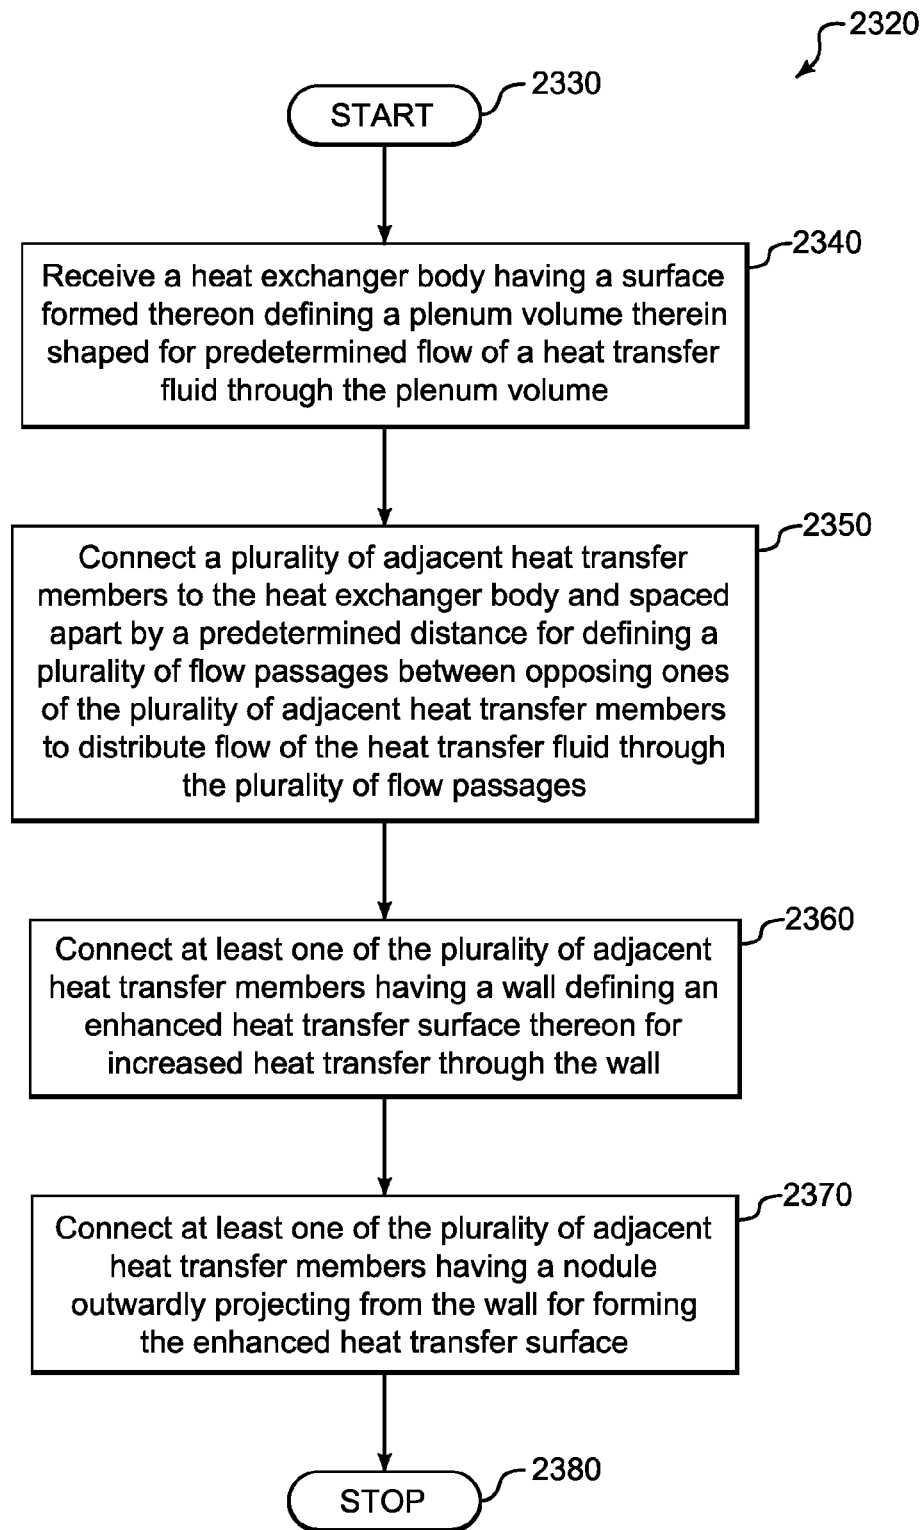 2320
START
2330
2340
Receive a heat exchanger body having a surface
formed thereon defining a plenum volume therein
shaped for predetermined flow of a heat transfer
fluid through the plenum volume
2350
Connect a plurality of adjacent heat transfer
members to the heat exchanger body and spaced
apart by a predetermined distance for defining a
plurality of flow passages between opposing ones
of the plurality of adjacent heat transfer members
to distribute flow of the heat transfer fluid through
the plurality of flow passages
2360
Connect at least one of the plurality of adjacent
heat transfer members having a wall defining an
enhanced heat transfer surface thereon for
increased heat transfer through the wall
2370
Connect at least one of the plurality of adjacent
heat transfer members having a nodule
outwardly projecting from the wall for forming
the enhanced heat transfer surface
2380
STOP